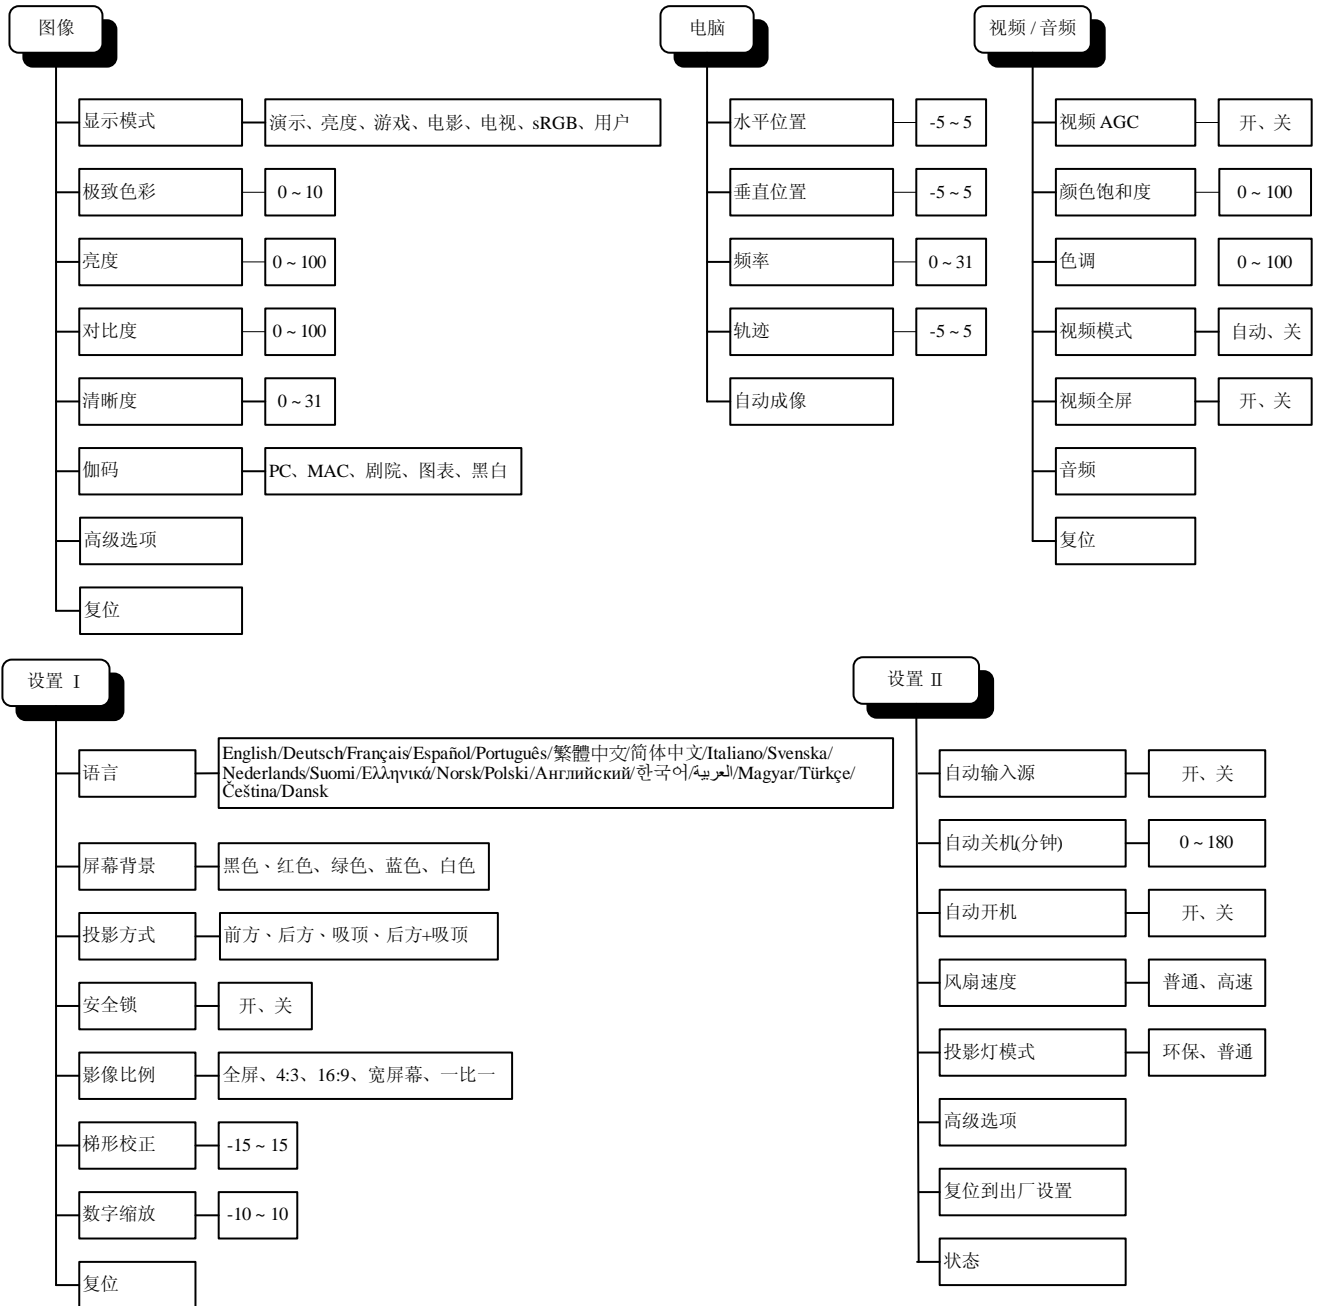 图像
显示模式
演示、亮度、游戏、电影、电视、sRGB、用户
极致色彩
0 ~ 10
亮度
0 ~ 100
对比度
0 ~ 100
清晰度
0 ~ 31
伽码
PC、MAC、剧院、图表、黑白
高级选项
复位
电脑
水平位置
-5 ~ 5
垂直位置
-5 ~ 5
频率
0 ~ 31
轨迹
-5 ~ 5
自动成像
视频 / 音频
视频 AGC
开、关
颜色饱和度
0 ~ 100
色调
0 ~ 100
视频模式
自动、关
视频全屏
开、关
音频
复位
设置 Ⅰ
语言
English/Deutsch/Français/Español/Português/繁體中文/简体中文/Italiano/Svenska/
Nederlands/Suomi/Ελληνικά/Norsk/Polski/Английский/한국어/العربية/Magyar/Türkçe/
Čeština/Dansk
屏幕背景
黑色、红色、绿色、蓝色、白色
投影方式
前方、后方、吸顶、后方+吸顶
安全锁
开、关
影像比例
全屏、4:3、16:9、宽屏幕、一比一
梯形校正
-15 ~ 15
数字缩放
-10 ~ 10
复位
设置 Ⅱ
自动输入源
开、关
自动关机(分钟)
0 ~ 180
自动开机
开、关
风扇速度
普通、高速
投影灯模式
环保、普通
高级选项
复位到出厂设置
状态